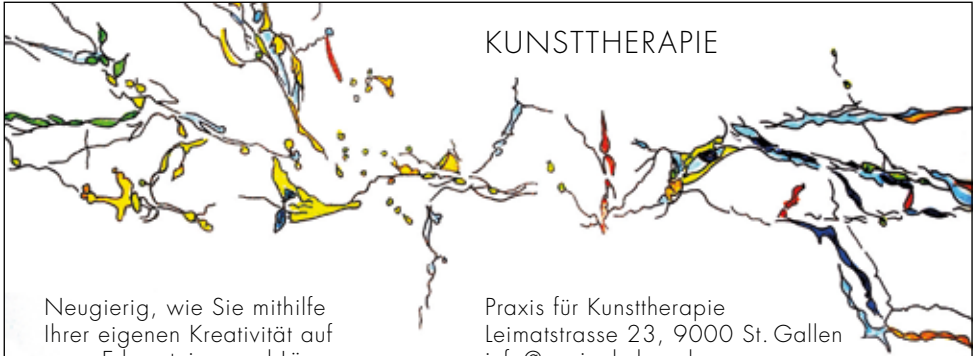 KUNSTTHERAPIE
Neugierig, wie Sie mithilfe
Ihrer eigenen Kreativität auf
Praxis für Kunsttherapie
Leimatstrasse 23, 9000 St. Gallen